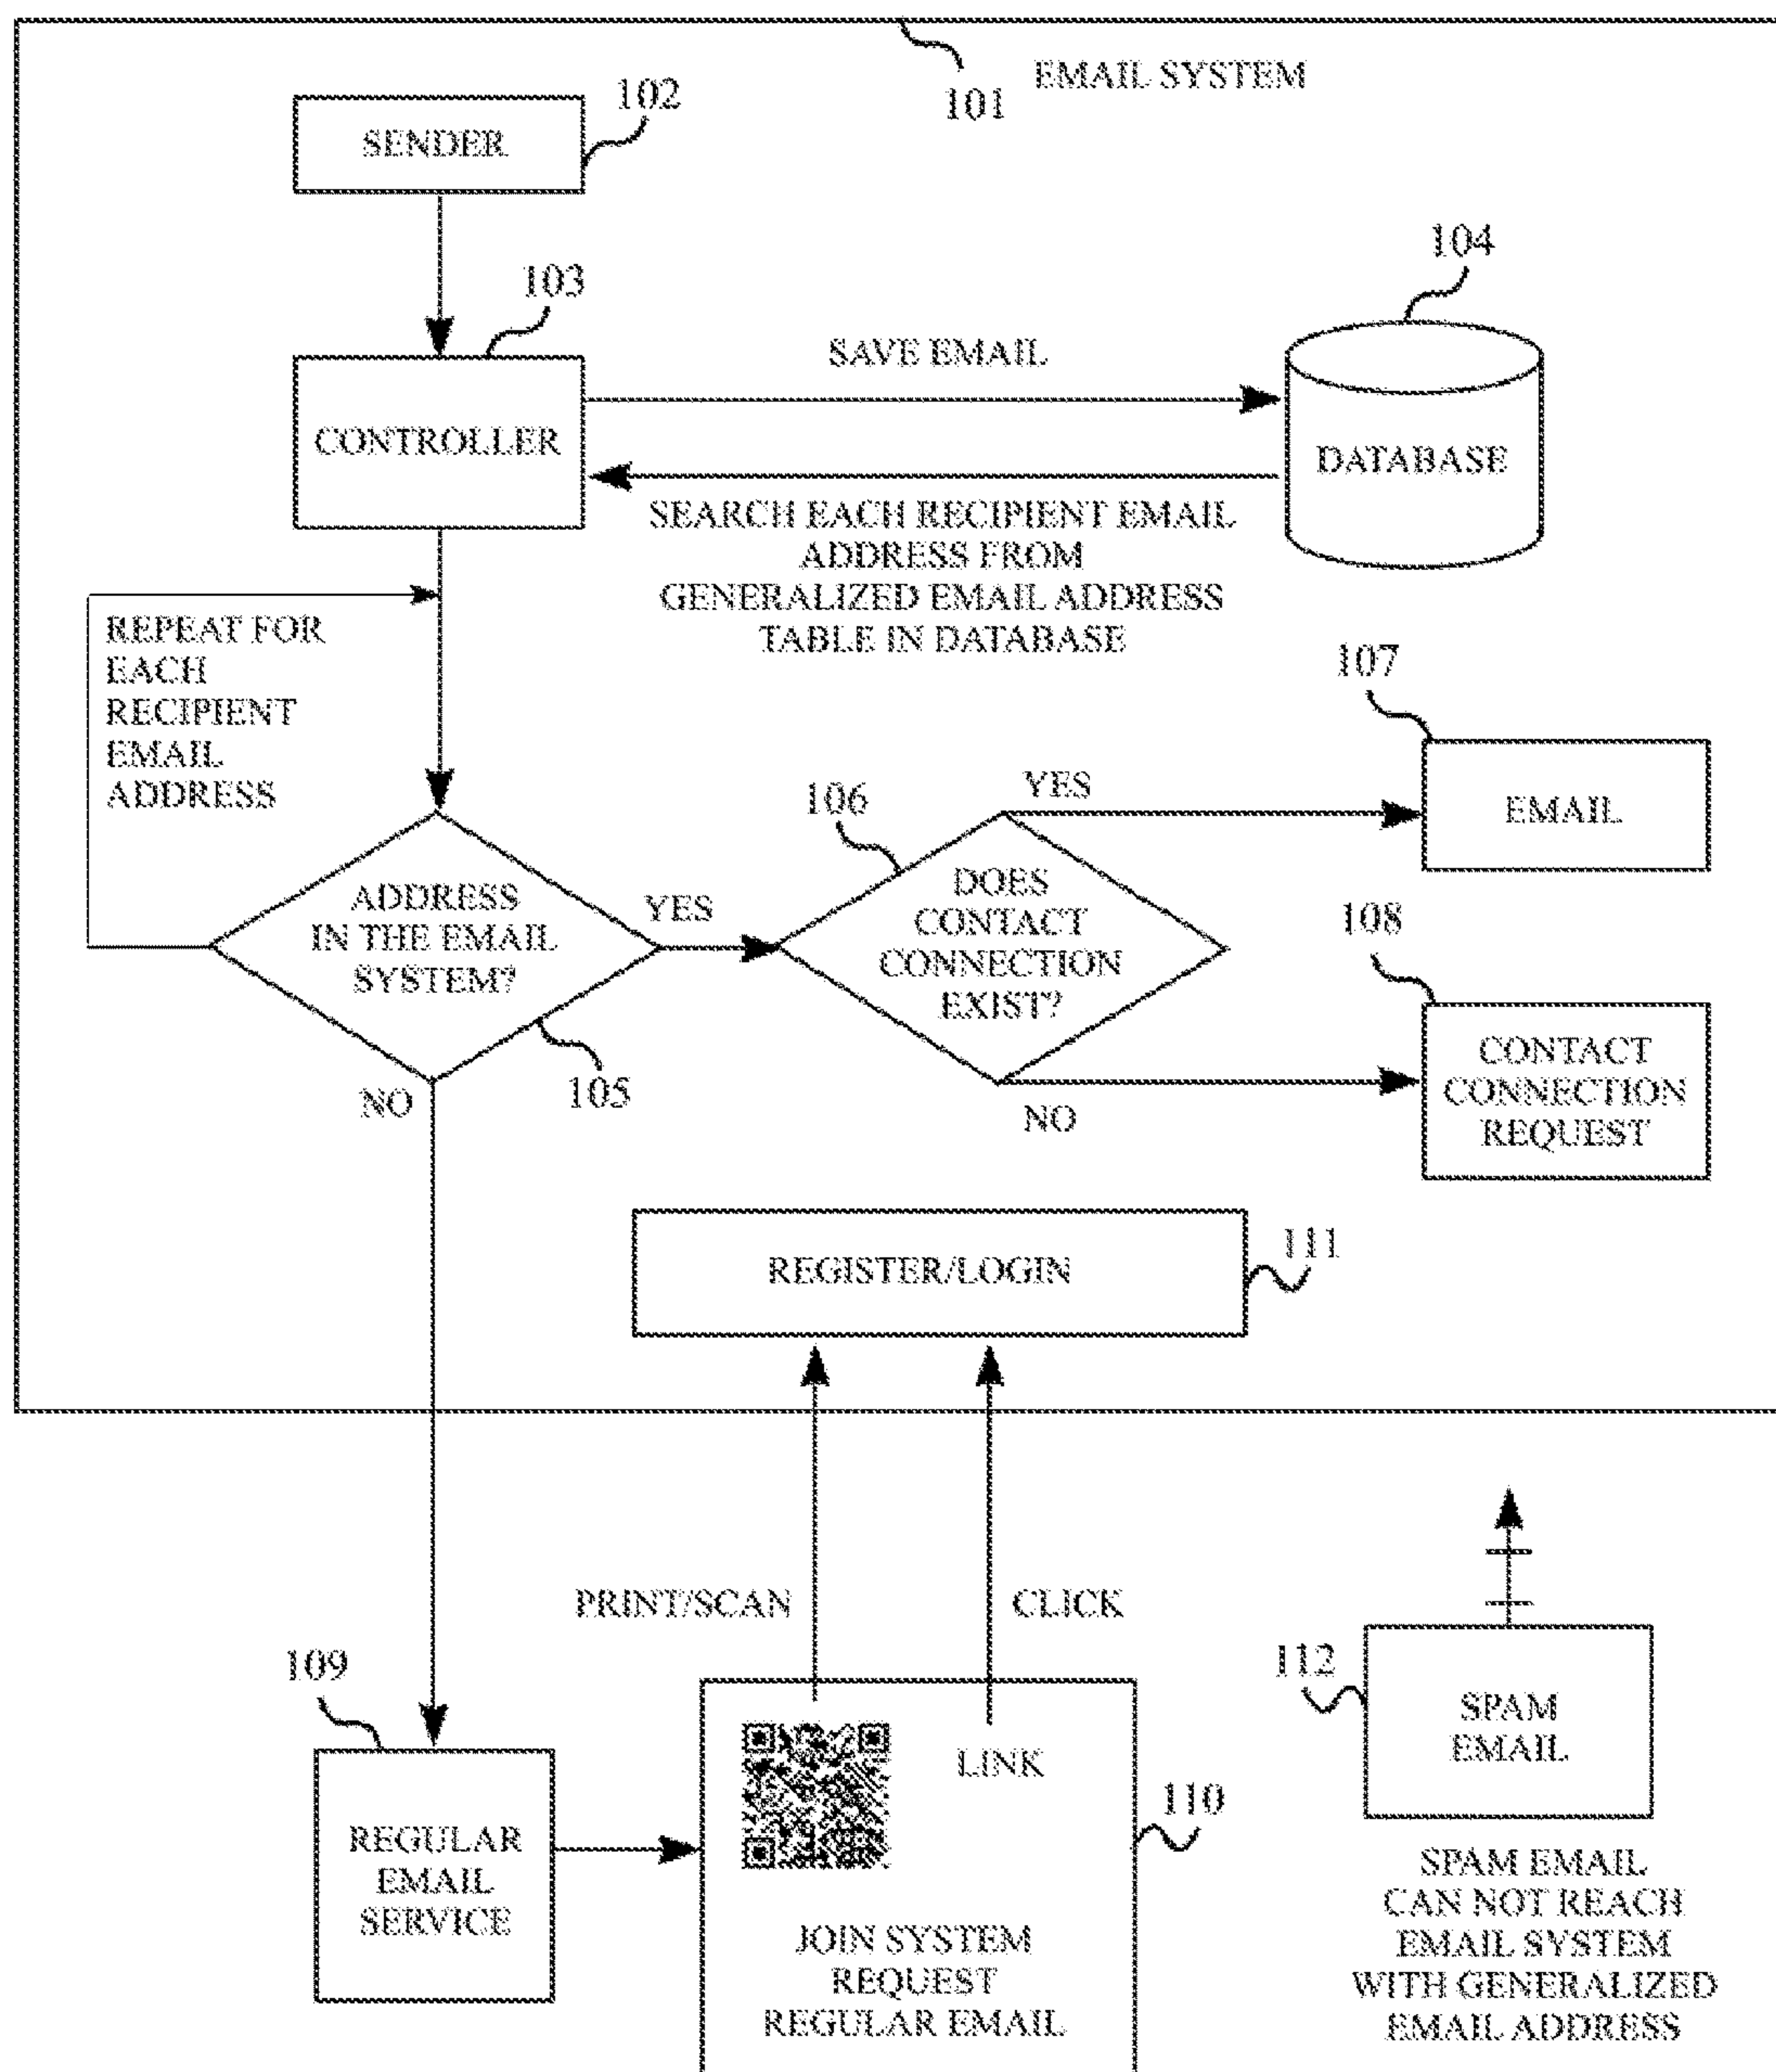 101
EMAIL SYSTEM
102
SENDER
103
CONTROLLER
SAVE EMAIL
104
DATABASE
SEARCH EACH RECIPIENT EMAIL
ADDRESS FROM
GENERALIZED EMAIL ADDRESS
TABLE IN DATABASE
REPEAT FOR
EACH
RECIPIENT
EMAIL
ADDRESS
ADDRESS
IN THE EMAIL
SYSTEM?
105
YES
NO
106
DOES
CONTACT
CONNECTION
EXIST?
YES
NO
107
EMAIL
108
CONTACT
CONNECTION
REQUEST
REGISTER/LOGIN
111
PRINT/SCAN
CLICK
109
REGULAR
EMAIL
SERVICE
LINK
110
JOIN SYSTEM
REQUEST
REGULAR EMAIL
112
SPAM
EMAIL
SPAM EMAIL
CAN NOT REACH
EMAIL SYSTEM
WITH GENERALIZED
EMAIL ADDRESS